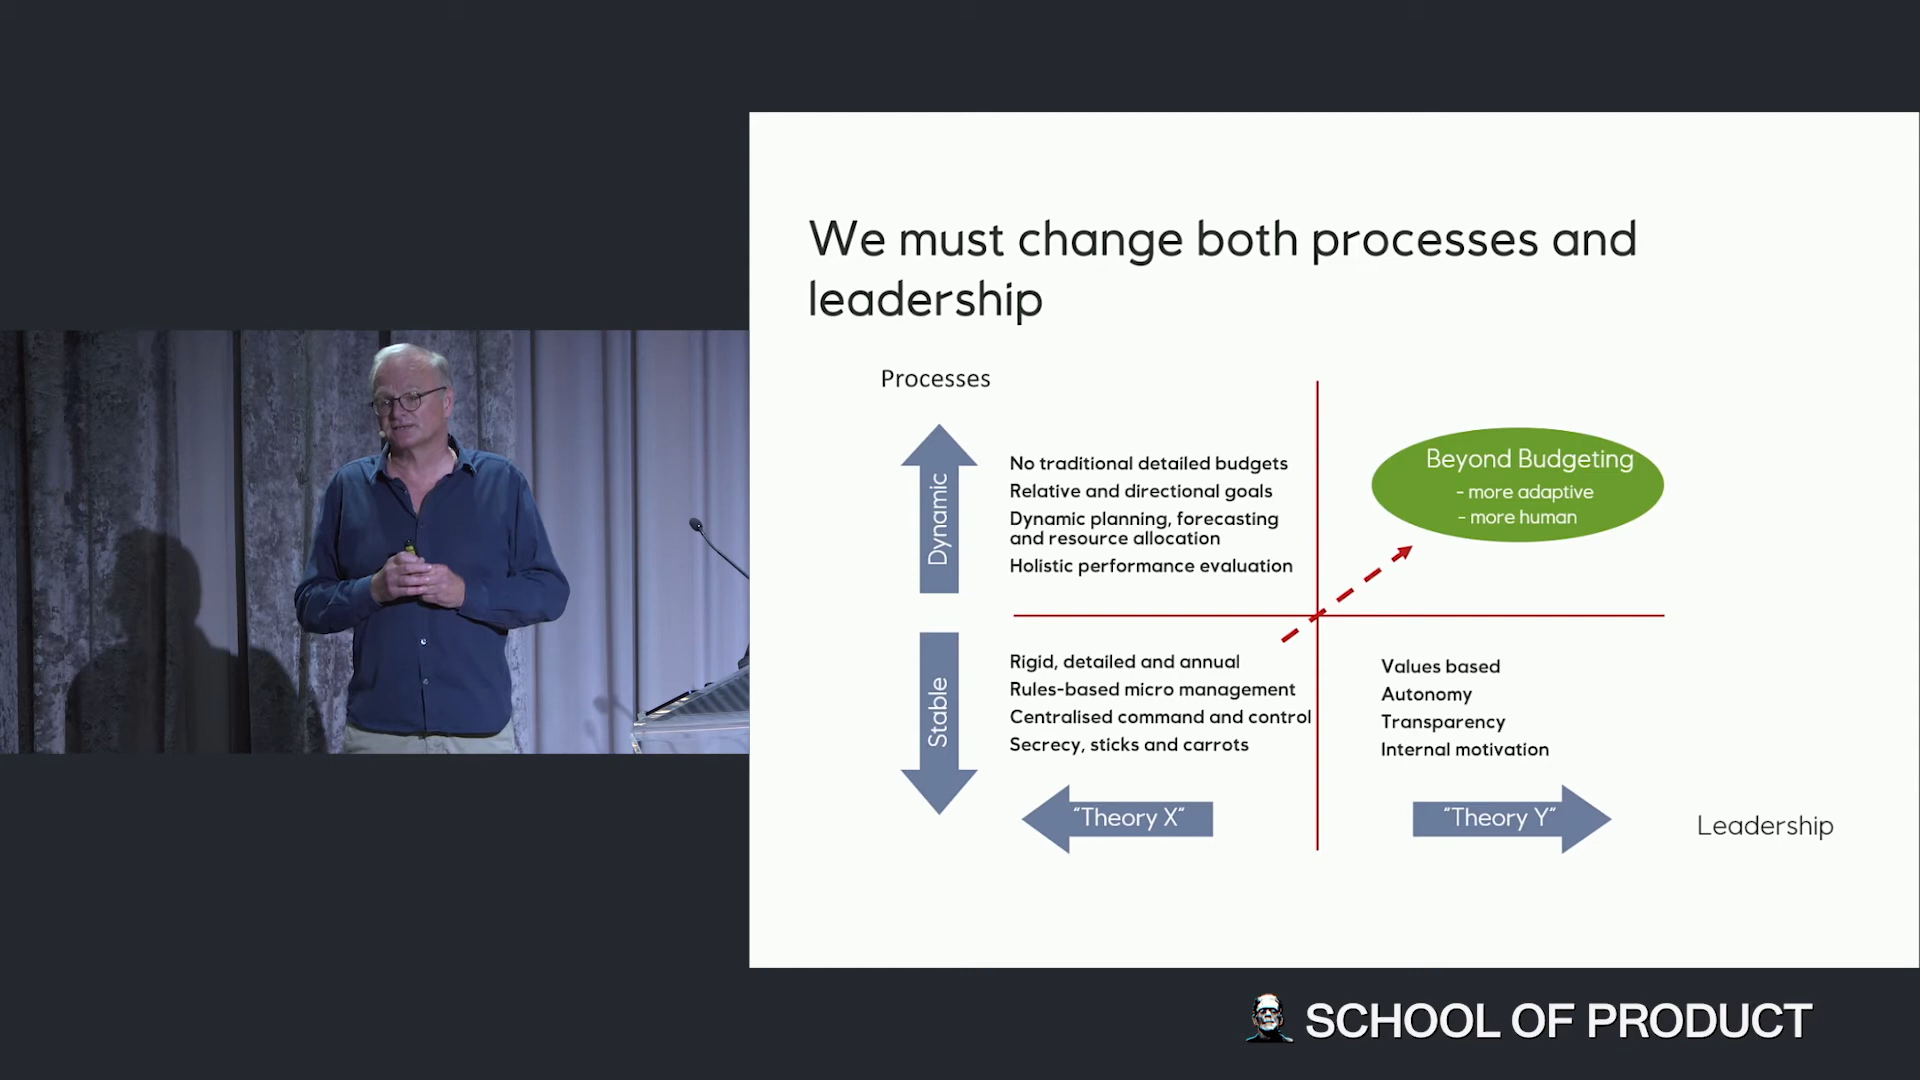 We must change both processes and
leadership
Processes
Dynamic
No traditional detailed budgets
Relative and directional goals
Dynamic planning, forecasting
and resource allocation
Holistic performance evaluation
Beyond Budgeting
- more adaptive
- more human
Stable
Rigid, detailed and annual
Rules-based micro management
Centralised command and control
Secrecy, sticks and carrots
Values based
Autonomy
Transparency
Internal motivation
"Theory X"
"Theory Y"
Leadership
SCHOOL OF PRODUCT